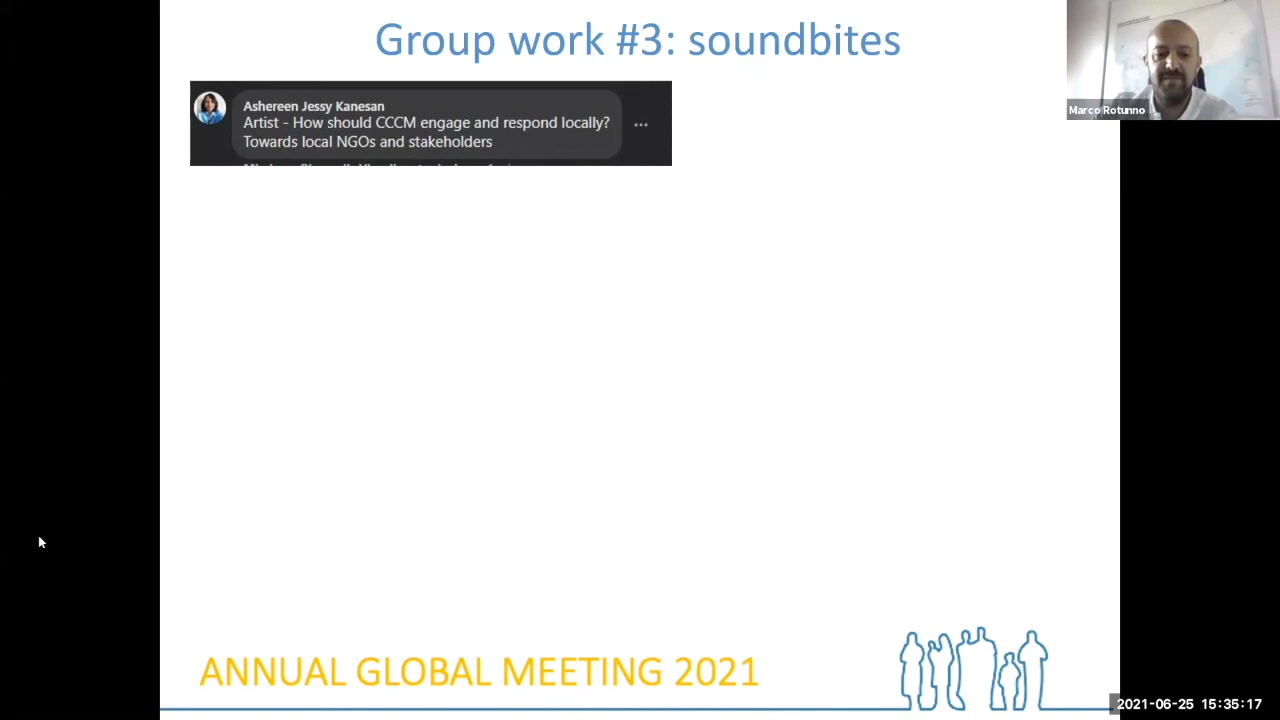 Group work #3: soundbites
Marco Rotunno
Ashereen Jessy Kanesan
Artist - How should CCCM engage and respond locally?
Towards local NGOs and stakeholders
ANNUAL GLOBAL MEETING 2021
2021-06-25 15:35:17